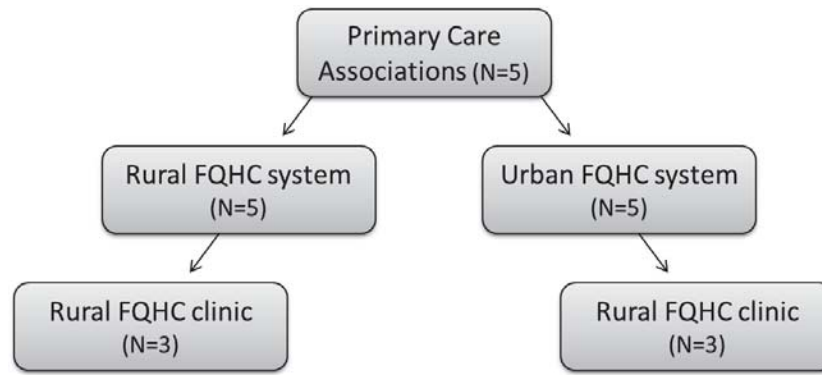 Primary Care
Associations (N=5)
Rural FQHC system
(N=5)
Urban FQHC system
(N=5)
Rural FQHC clinic
(N=3)
Rural FQHC clinic
(N=3)